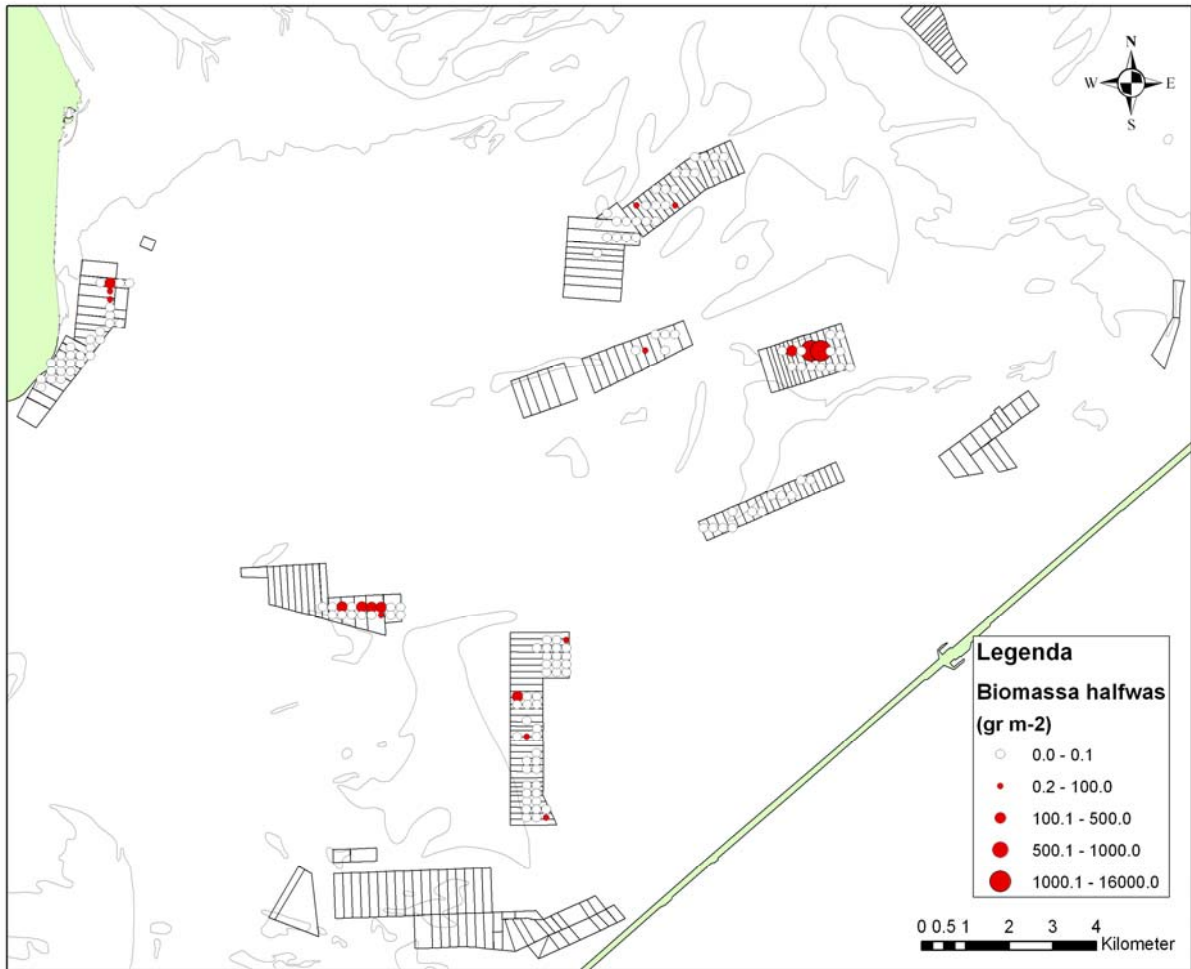 N
W E
S
Legenda
Biomassa halfwas
(gr m-2)
0.0 - 0.1
0.2 - 100.0
100.1 - 500.0
500.1 - 1000.0
1000.1 - 16000.0
0 0.5 1 2 3 4
Kilometer